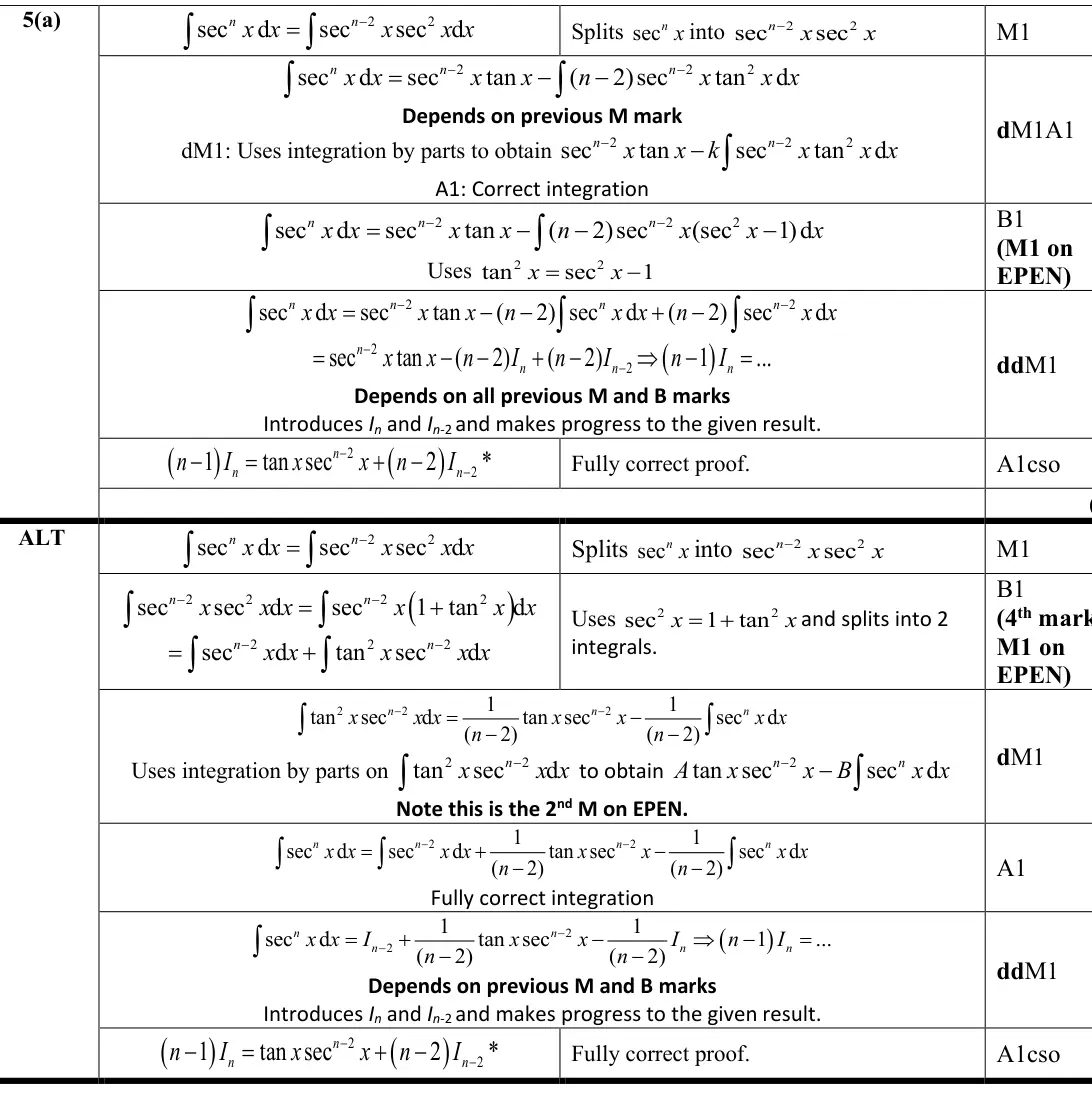 5(a)
∫secⁿ x dx = ∫secⁿ⁻² x sec² xdx
Splits secⁿ x into secⁿ⁻² x sec² x
M1
∫secⁿ x dx = secⁿ⁻² x tan x − ∫(n − 2)secⁿ⁻² x tan² x dx
Depends on previous M mark
dM1: Uses integration by parts to obtain secⁿ⁻² x tan x − k∫secⁿ⁻² x tan² x dx
A1: Correct integration
dM1A1
∫secⁿ x dx = secⁿ⁻² x tan x − ∫(n − 2)secⁿ⁻² x(sec² x − 1) dx
Uses tan² x = sec² x − 1
B1
(M1 on
EPEN)
∫secⁿ x dx = secⁿ⁻² x tan x − (n − 2)∫secⁿ x dx + (n − 2)∫secⁿ⁻² x dx
= secⁿ⁻² x tan x − (n − 2)Iₙ + (n − 2)Iₙ₋₂ ⇒ (n − 1)Iₙ = ...
Depends on all previous M and B marks
Introduces Iₙ and Iₙ₋₂ and makes progress to the given result.
ddM1
(n − 1)Iₙ = tan x secⁿ⁻² x + (n − 2)Iₙ₋₂ *
Fully correct proof.
A1cso
(
ALT
∫secⁿ x dx = ∫secⁿ⁻² x sec² xdx
Splits secⁿ x into secⁿ⁻² x sec² x
M1
∫secⁿ⁻² x sec² xdx = ∫secⁿ⁻² x(1 + tan² x)dx
= ∫secⁿ⁻² xdx + ∫tan² x secⁿ⁻² xdx
Uses sec² x = 1 + tan² x and splits into 2
integrals.
B1
(4th mark
M1 on
EPEN)
∫tan² x secⁿ⁻² xdx = 1/(n − 2) tan x secⁿ⁻² x − 1/(n − 2) ∫secⁿ x dx
Uses integration by parts on ∫tan² x secⁿ⁻² xdx to obtain A tan x secⁿ⁻² x − B∫secⁿ x dx
Note this is the 2nd M on EPEN.
dM1
∫secⁿ x dx = ∫secⁿ⁻² x dx + 1/(n − 2) tan x secⁿ⁻² x − 1/(n − 2) ∫secⁿ x dx
Fully correct integration
A1
∫secⁿ x dx = Iₙ₋₂ + 1/(n − 2) tan x secⁿ⁻² x − 1/(n − 2) Iₙ ⇒ (n − 1)Iₙ = ...
Depends on previous M and B marks
Introduces Iₙ and Iₙ₋₂ and makes progress to the given result.
ddM1
(n − 1)Iₙ = tan x secⁿ⁻² x + (n − 2)Iₙ₋₂ *
Fully correct proof.
A1cso